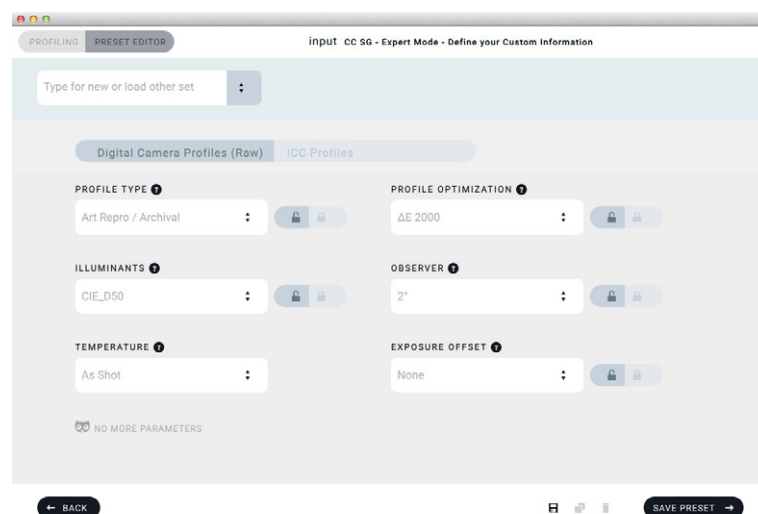 PROFILING PRESET EDITOR input CC SG - Expert Mode - Define your Custom Information
Type for new or load other set
Digital Camera Profiles (Raw) ICC Profiles
PROFILE TYPE ? PROFILE OPTIMIZATION ?
Art Repro / Archival ΔE 2000
ILLUMINANTS ? OBSERVER ?
CIE_D50 2°
TEMPERATURE ? EXPOSURE OFFSET ?
As Shot None
NO MORE PARAMETERS
← BACK SAVE PRESET →